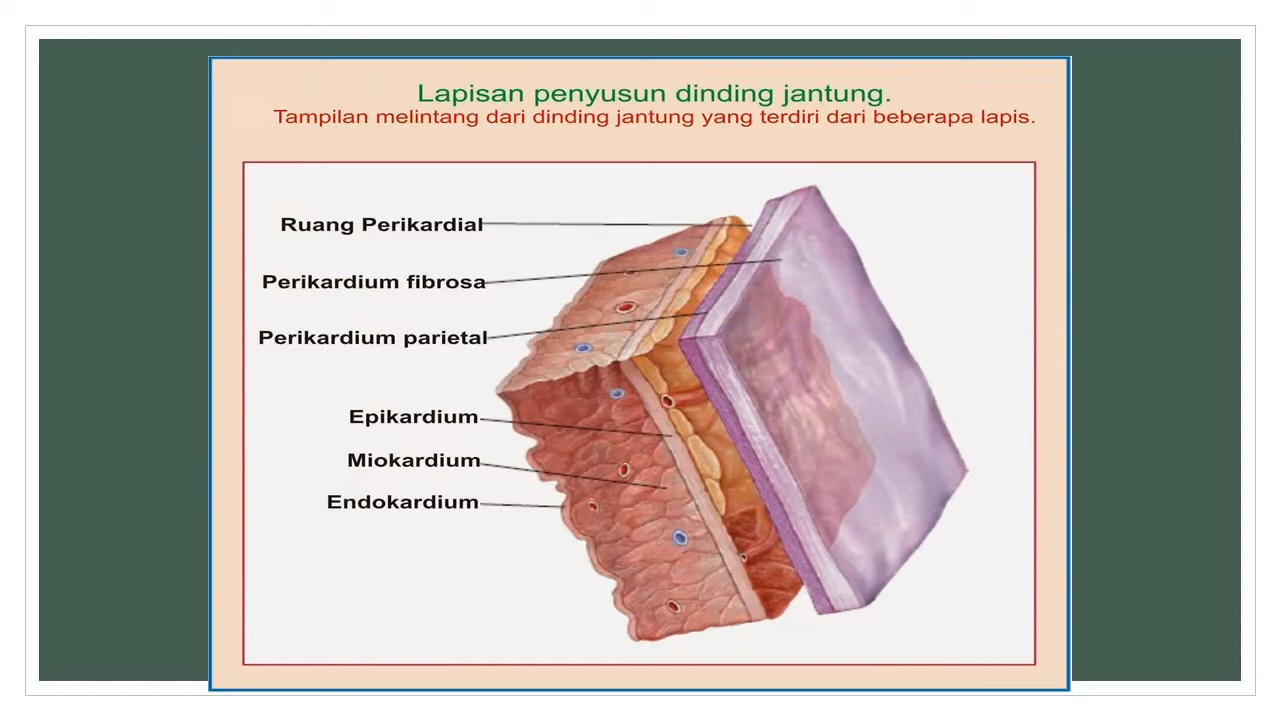 Lapisan penyusun dinding jantung.
Tampilan melintang dari dinding jantung yang terdiri dari beberapa lapis.
Ruang Perikardial
Perikardium fibrosa
Perikardium parietal
Epikardium
Miokardium
Endokardium